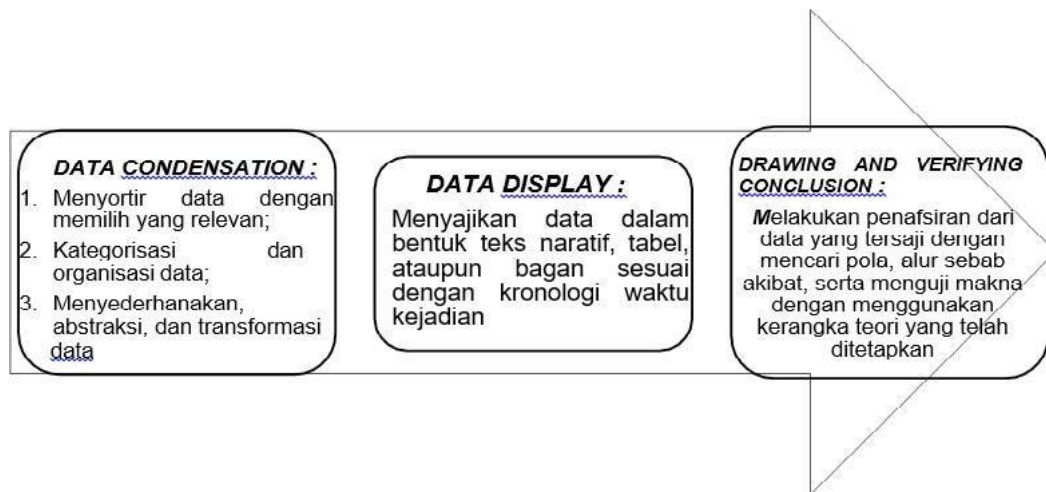 DATA CONDENSATION :
1. Menyortir data dengan
memilih yang relevan;
2. Kategorisasi dan
organisasi data;
3. Menyederhanakan,
abstraksi, dan transformasi
data
DATA DISPLAY :
Menyajikan data dalam
bentuk teks naratif, tabel,
ataupun bagan sesuai
dengan kronologi waktu
kejadian
DRAWING AND VERIFYING
CONCLUSION :
Melakukan penafsiran dari
data yang tersaji dengan
mencari pola, alur sebab
akibat, serta menguji makna
dengan menggunakan
kerangka teori yang telah
ditetapkan